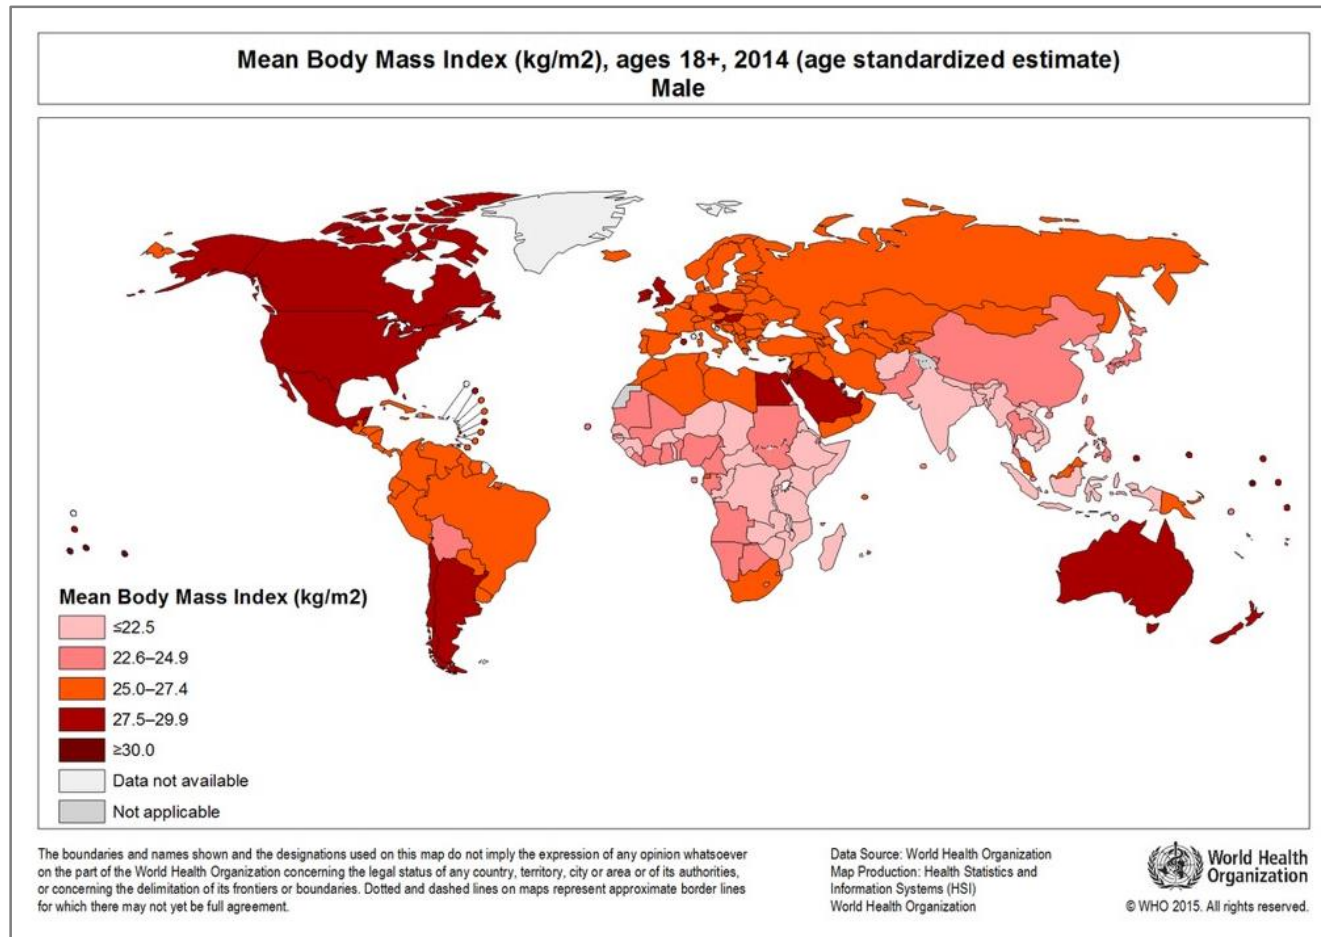 Mean Body Mass Index (kg/m2), ages 18+, 2014 (age standardized estimate)
Male
Mean Body Mass Index (kg/m2)
≤22.5
22.6–24.9
25.0–27.4
27.5–29.9
≥30.0
Data not available
Not applicable
The boundaries and names shown and the designations used on this map do not imply the expression of any opinion whatsoever
on the part of the World Health Organization concerning the legal status of any country, territory, city or area or of its authorities,
or concerning the delimitation of its frontiers or boundaries. Dotted and dashed lines on maps represent approximate border lines
for which there may not yet be full agreement.
Data Source: World Health Organization
Map Production: Health Statistics and
Information Systems (HSI)
World Health Organization
World Health
Organization
© WHO 2015. All rights reserved.